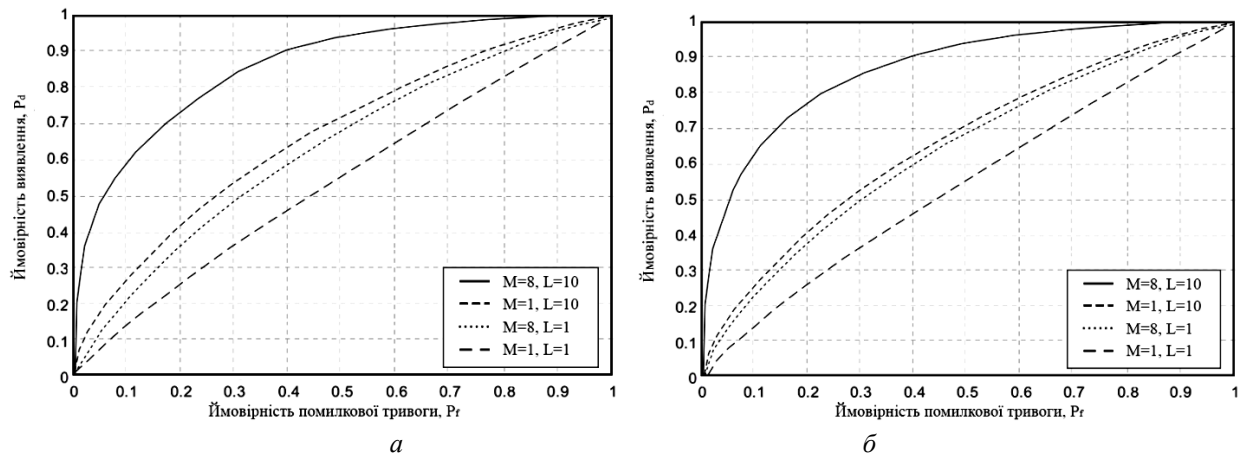 Ймовірність виявлення, Pd
1
0.9
0.8
0.7
0.6
0.5
0.4
0.3
0.2
0.1
0
M=8, L=10
M=1, L=10
M=8, L=1
M=1, L=1
0 0.1 0.2 0.3 0.4 0.5 0.6 0.7 0.8 0.9 1
Ймовірність помилкової тривоги, Pf
а
Ймовірність виявлення, Pd
1
0.9
0.8
0.7
0.6
0.5
0.4
0.3
0.2
0.1
0
M=8, L=10
M=1, L=10
M=8, L=1
M=1, L=1
0 0.1 0.2 0.3 0.4 0.5 0.6 0.7 0.8 0.9 1
Ймовірність помилкової тривоги, Pf
б